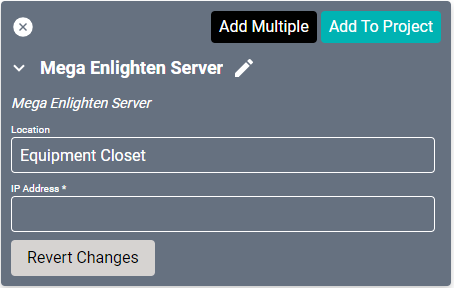 Add Multiple
Add To Project
Mega Enlighten Server
Mega Enlighten Server
Location
Equipment Closet
IP Address *
Revert Changes